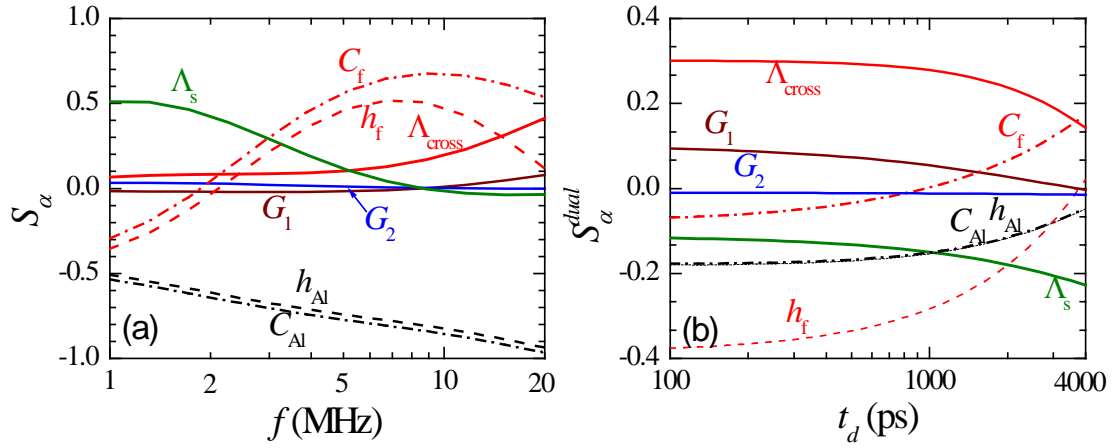 1.0
0.5
0.0
-0.5
-1.0
S_α
Λ_s
C_f
h_f
Λ_cross
G_1
G_2
h_Al
C_Al
(a)
1 2 5 10 20
f (MHz)
0.4
0.2
0.0
-0.2
-0.4
S_α^dual
Λ_cross
C_f
G_1
G_2
C_Al h_Al
Λ_s
h_f
(b)
100 1000 4000
t_d (ps)